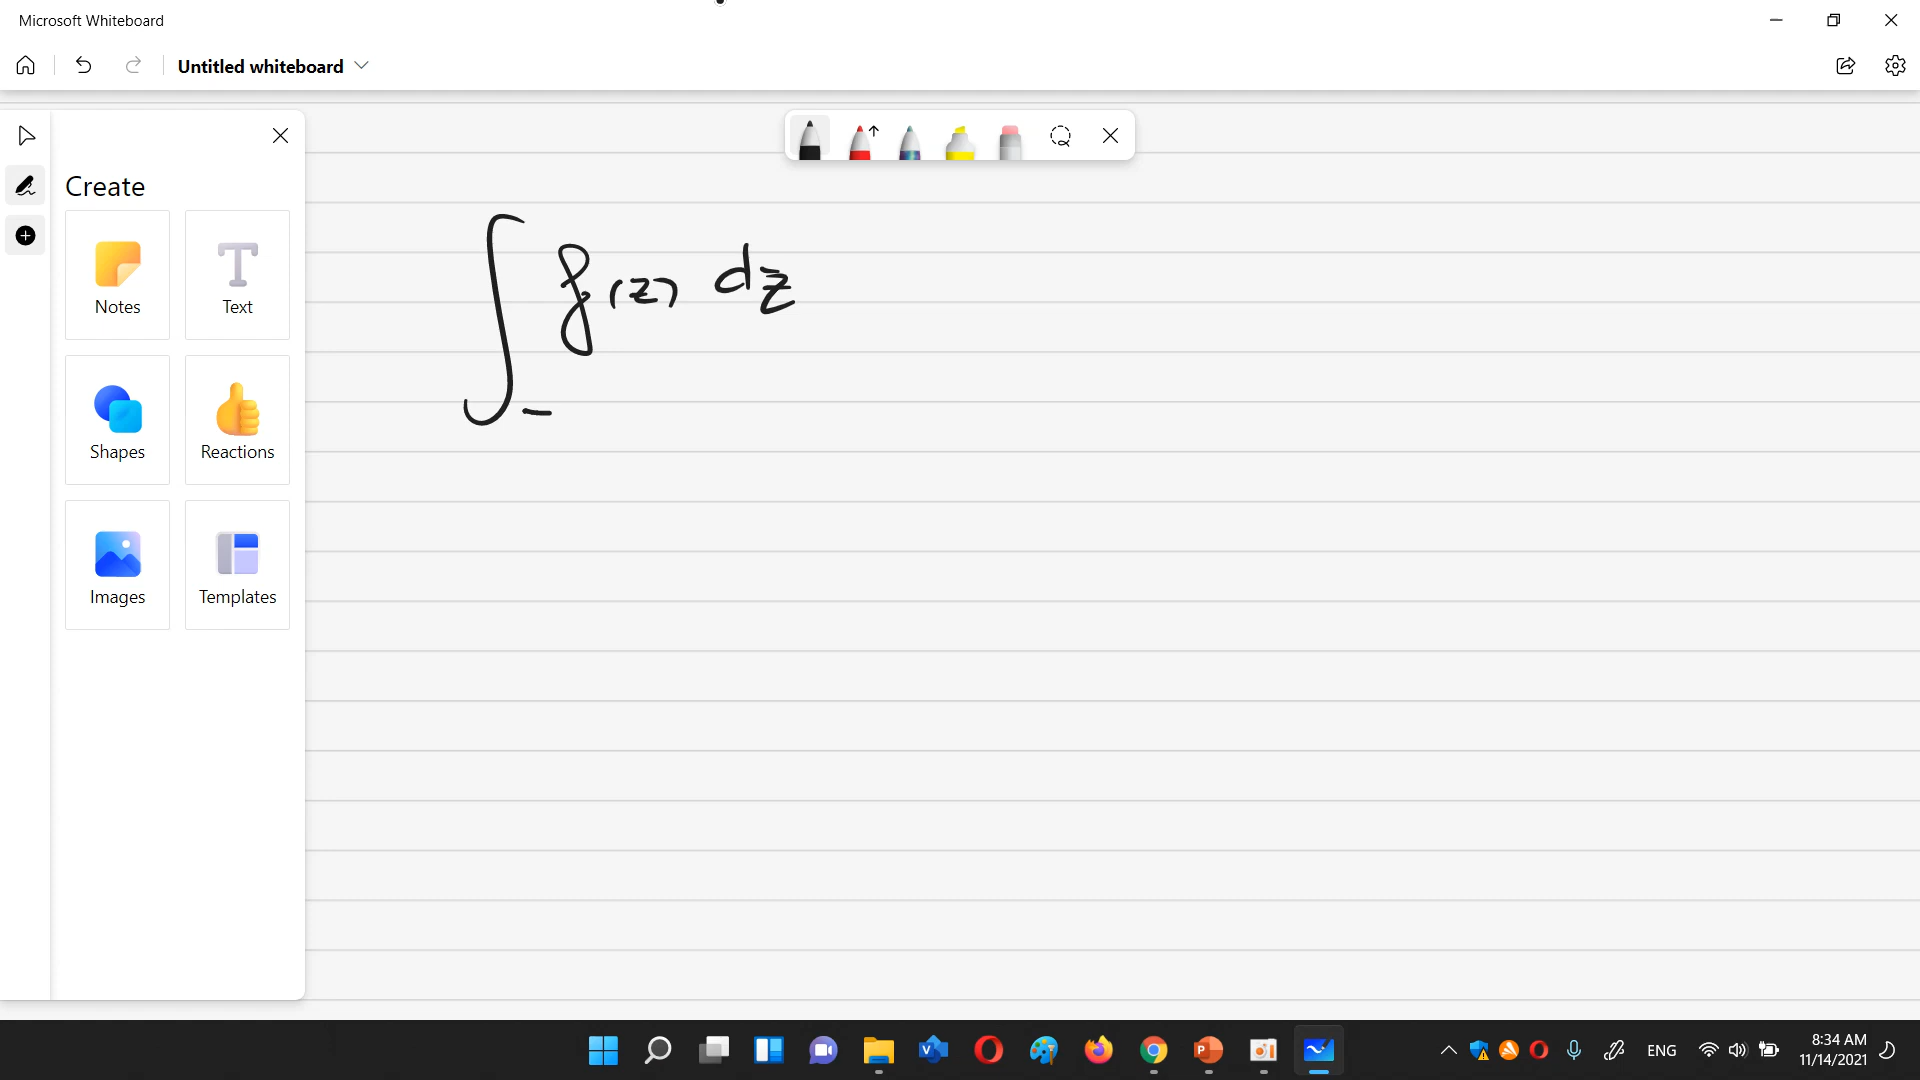 Microsoft Whiteboard
Untitled whiteboard
Create
Notes
Text
Shapes
Reactions
Images
Templates
∫_- f(z) dz
ENG
8:34 AM
11/14/2021